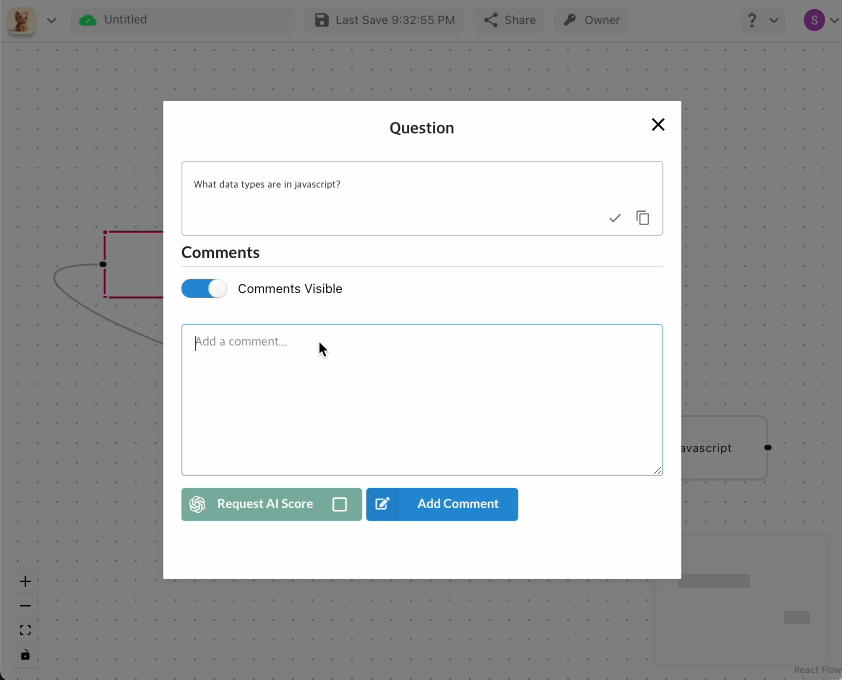 Untitled
Last Save 9:32:55 PM
Share
Owner
?
S
Question
What data types are in javascript?
Comments
Comments Visible
Add a comment...
avascript
Request AI Score
Add Comment
React Flow